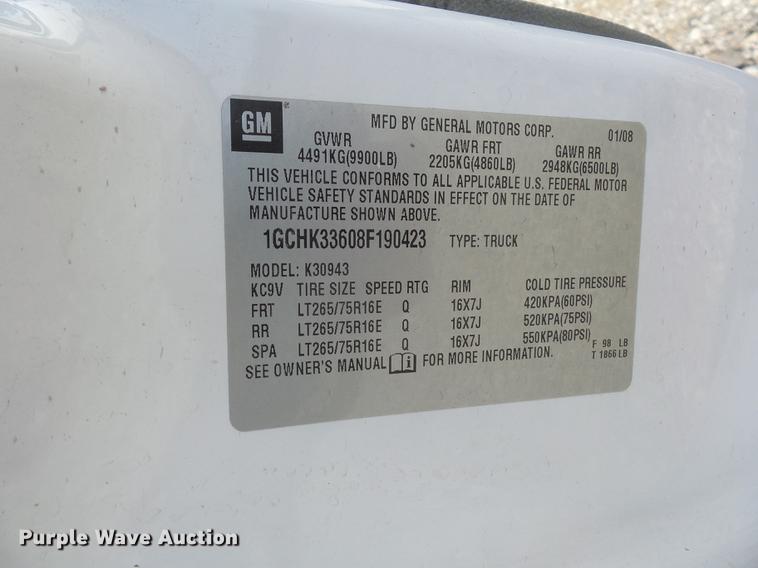 GM
MFD BY GENERAL MOTORS CORP. 01/08
GVWR GAWR FRT GAWR RR
4491KG(9900LB) 2205KG(4860LB) 2948KG(6500LB)
THIS VEHICLE CONFORMS TO ALL APPLICABLE U.S. FEDERAL MOTOR
VEHICLE SAFETY STANDARDS IN EFFECT ON THE DATE OF
MANUFACTURE SHOWN ABOVE.
1GCHK33608F190423 TYPE: TRUCK
MODEL: K30943
KC9V TIRE SIZE SPEED RTG RIM COLD TIRE PRESSURE
FRT LT265/75R16E Q 16X7J 420KPA(60PSI)
RR LT265/75R16E Q 16X7J 520KPA(75PSI)
SPA LT265/75R16E Q 16X7J 550KPA(80PSI)
F 98 LB
T 1866 LB
SEE OWNER'S MANUAL FOR MORE INFORMATION.
Purple Wave Auction